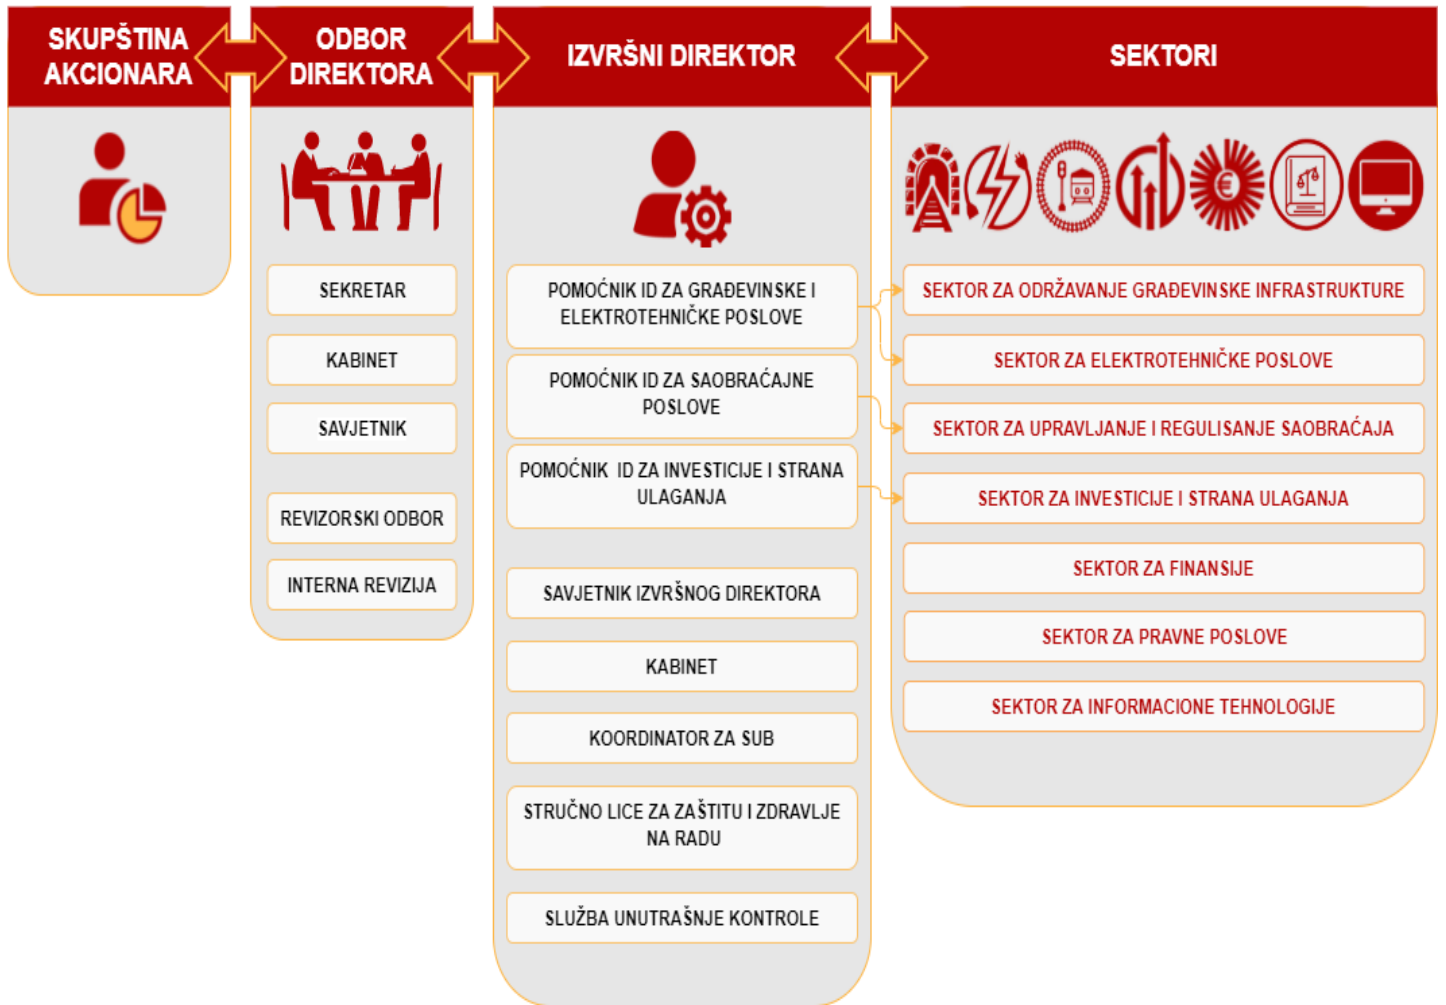 SKUPŠTINA
AKCIONARA
ODBOR
DIREKTORA
SEKRETAR
KABINET
SAVJETNIK
REVIZORSKI ODBOR
INTERNA REVIZIJA
IZVRŠNI DIREKTOR
POMOĆNIK ID ZA GRAĐEVINSKE I
ELEKTROTEHNIČKE POSLOVE
POMOĆNIK ID ZA SAOBRAĆAJNE
POSLOVE
POMOĆNIK ID ZA INVESTICIJE I STRANA
ULAGANJA
SAVJETNIK IZVRŠNOG DIREKTORA
KABINET
KOORDINATOR ZA SUB
STRUČNO LICE ZA ZAŠTITU I ZDRAVLJE
NA RADU
SLUŽBA UNUTRAŠNJE KONTROLE
SEKTORI
€
SEKTOR ZA ODRŽAVANJE GRAĐEVINSKE INFRASTRUKTURE
SEKTOR ZA ELEKTROTEHNIČKE POSLOVE
SEKTOR ZA UPRAVLJANJE I REGULISANJE SAOBRAĆAJA
SEKTOR ZA INVESTICIJE I STRANA ULAGANJA
SEKTOR ZA FINANSIJE
SEKTOR ZA PRAVNE POSLOVE
SEKTOR ZA INFORMACIONE TEHNOLOGIJE